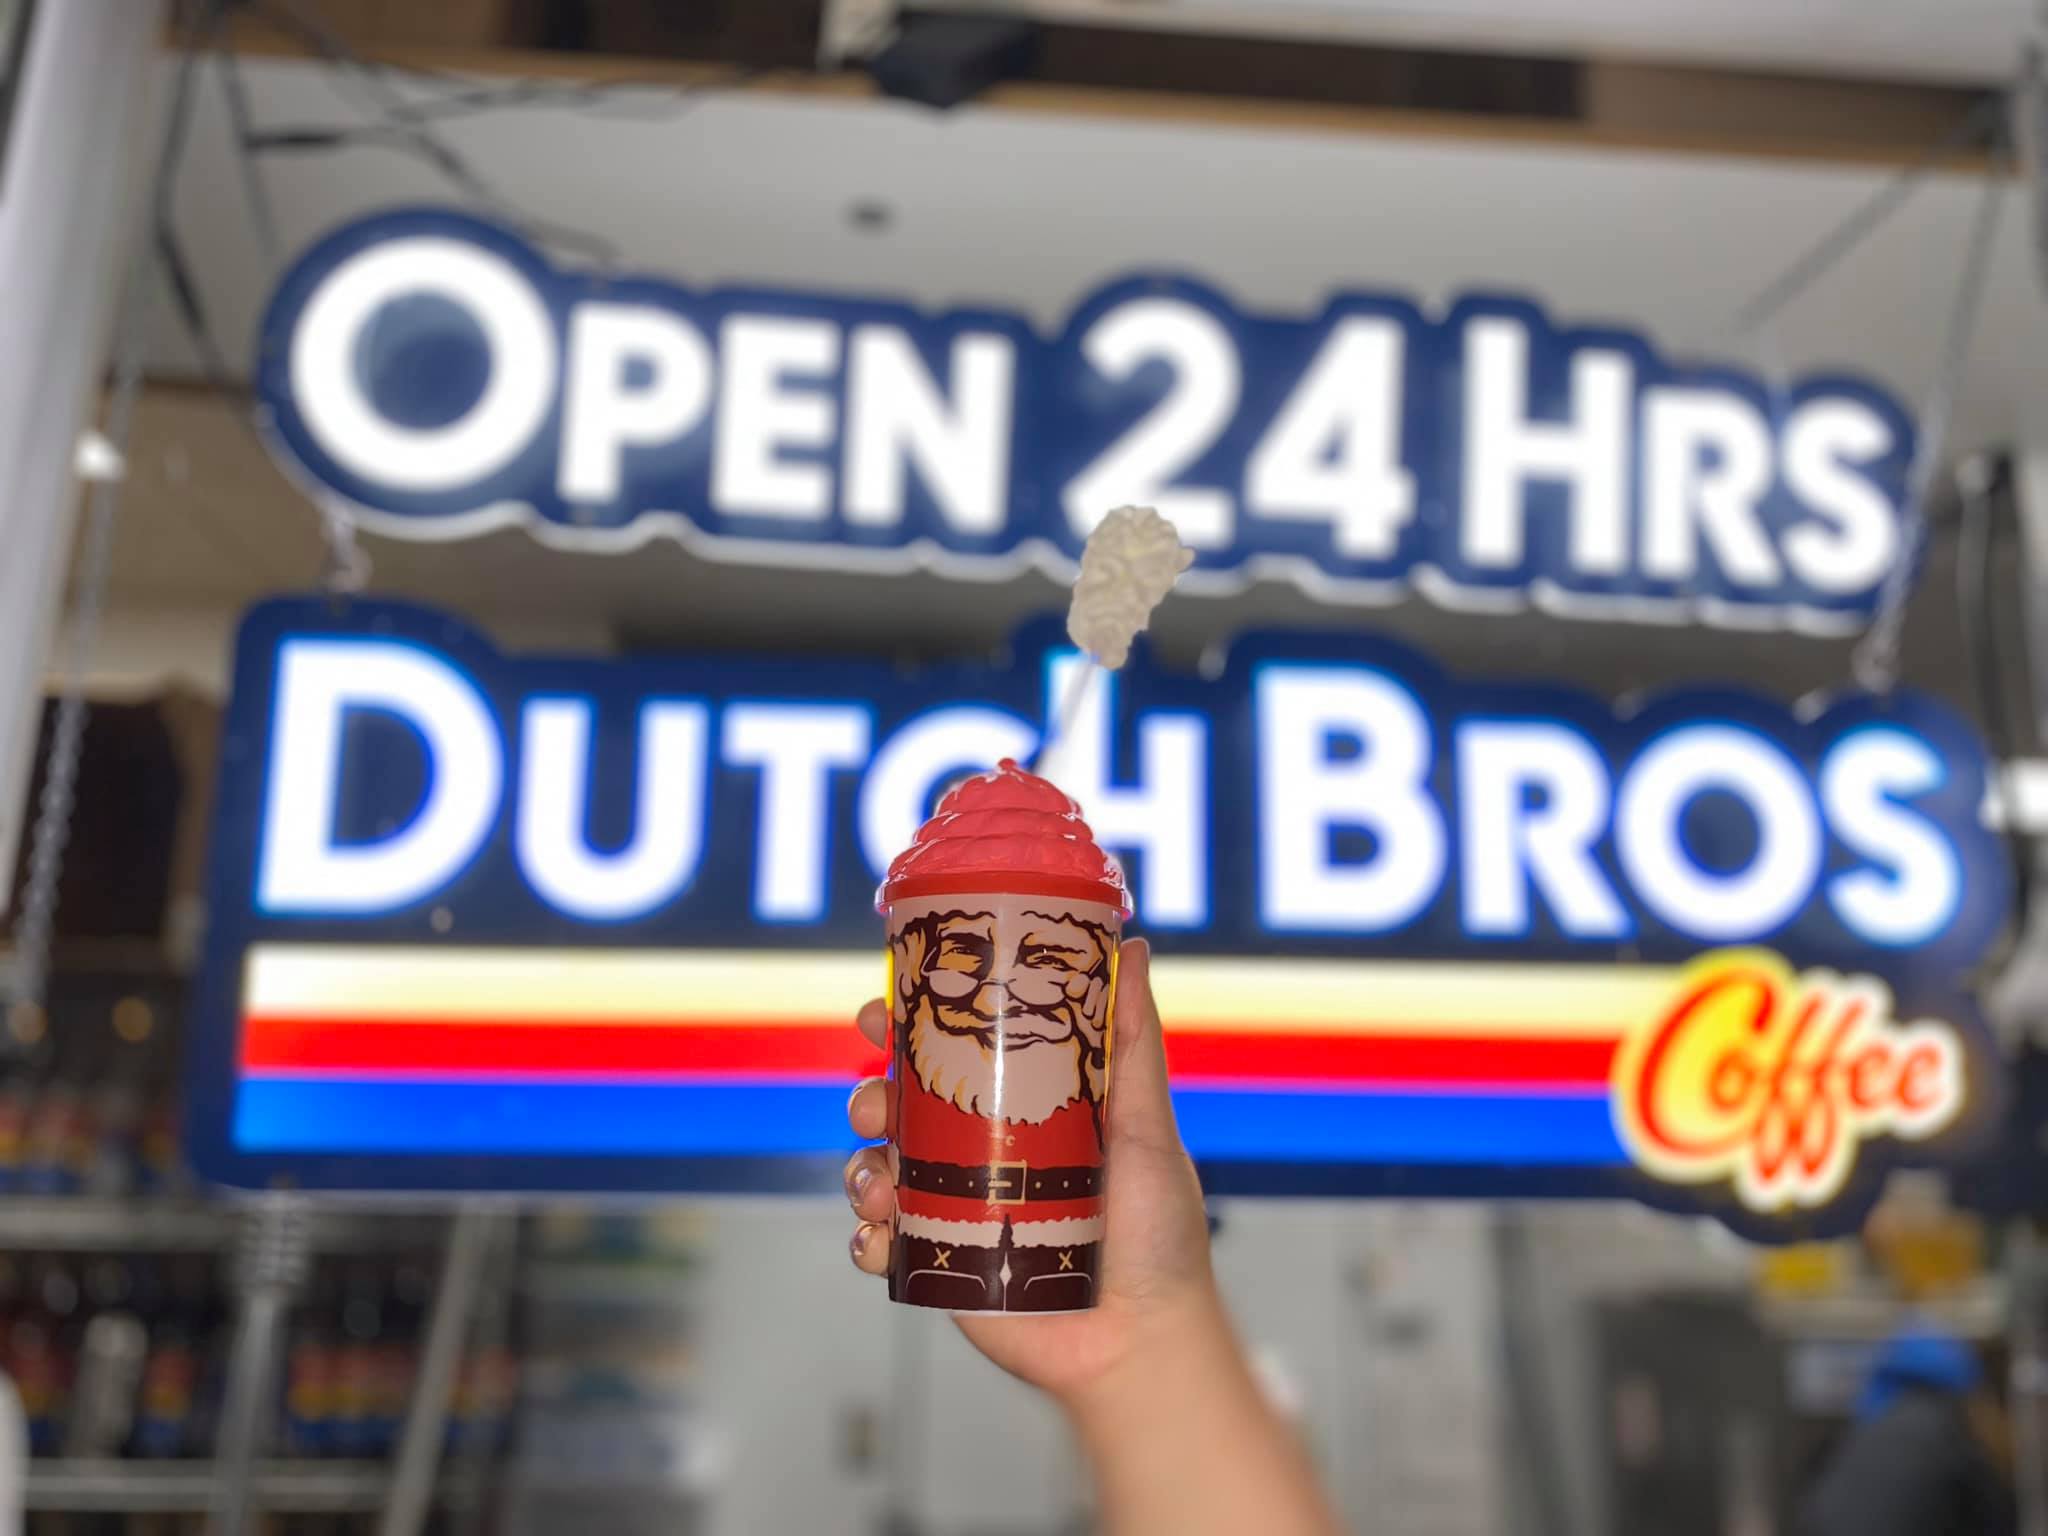 Open 24 Hrs
Dutch Bros
Coffee